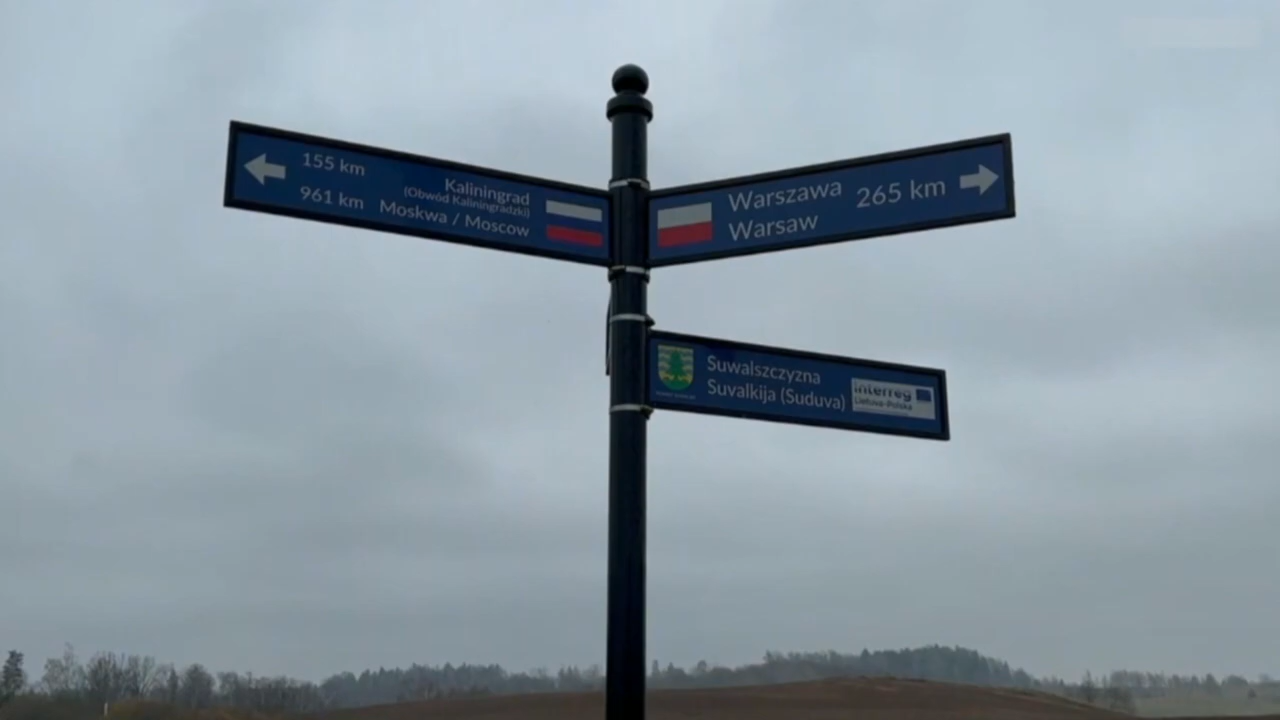 155 km
Kaliningrad
(Obwód Kaliningradzki)
961 km Moskwa / Moscow
Warszawa
Warsaw
265 km
Suwalszczyzna
Suvalkija (Suduva)
interreg
Lietuva-Polska